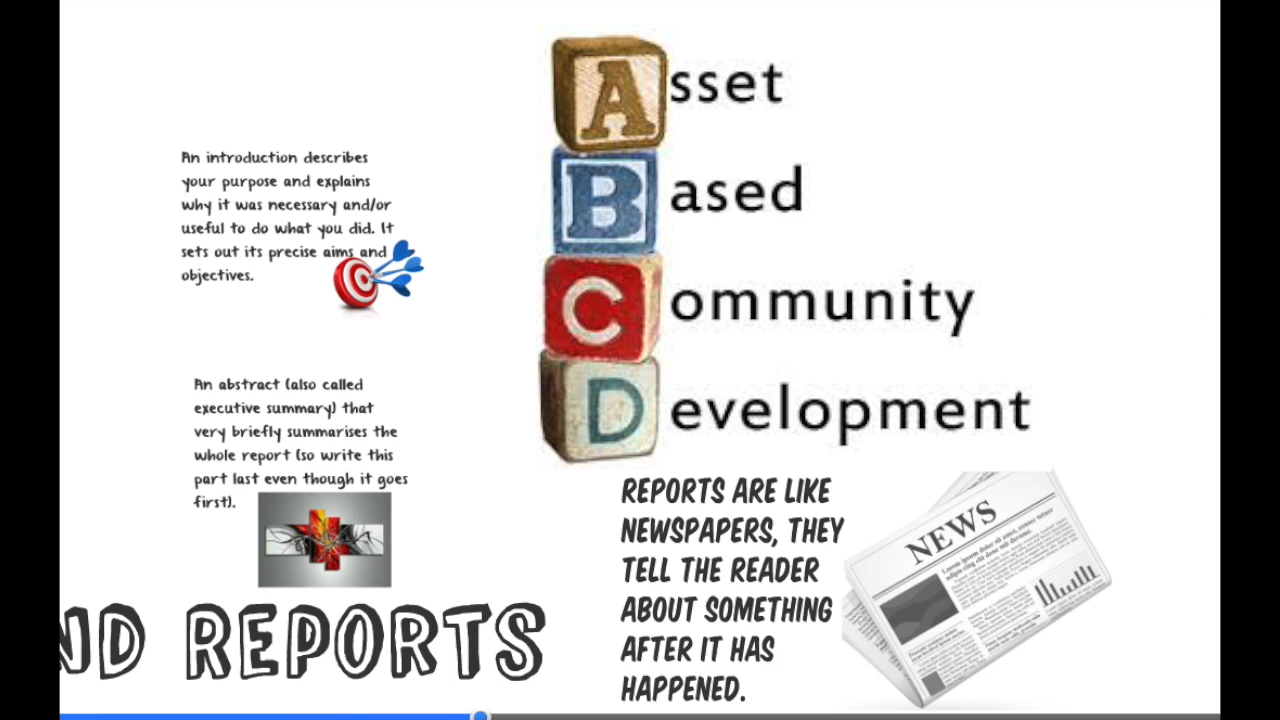 Asset
Based
Community
Development
An introduction describes
your purpose and explains
why it was necessary and/or
useful to do what you did. It
sets out its precise aims and
objectives.
An abstract (also called
executive summary) that
very briefly summarises the
whole report (so write this
part last even though it goes
first).
ND REPORTS
REPORTS ARE LIKE
NEWSPAPERS, THEY
TELL THE READER
ABOUT SOMETHING
AFTER IT HAS
HAPPENED.
NEWS